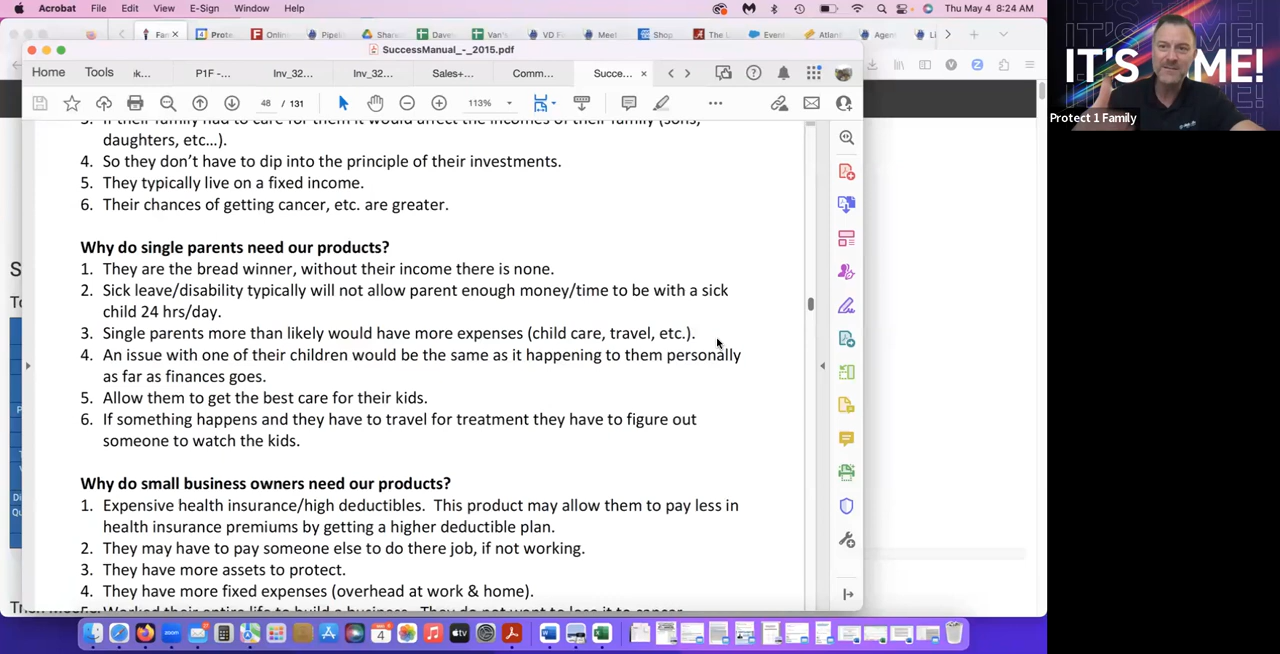 Acrobat File Edit View E-Sign Window Help
Thu May 4 8:24 AM
SuccessManual_-_2015.pdf
Home Tools P1F -... Inv_32... Inv_32... Sales+... Comm... Succe... ×
48 / 131 113%
daughters, etc...).
4. So they don't have to dip into the principle of their investments.
5. They typically live on a fixed income.
6. Their chances of getting cancer, etc. are greater.
Why do single parents need our products?
1. They are the bread winner, without their income there is none.
2. Sick leave/disability typically will not allow parent enough money/time to be with a sick
child 24 hrs/day.
3. Single parents more than likely would have more expenses (child care, travel, etc.).
4. An issue with one of their children would be the same as it happening to them personally
as far as finances goes.
5. Allow them to get the best care for their kids.
6. If something happens and they have to travel for treatment they have to figure out
someone to watch the kids.
Why do small business owners need our products?
1. Expensive health insurance/high deductibles. This product may allow them to pay less in
health insurance premiums by getting a higher deductible plan.
2. They may have to pay someone else to do there job, if not working.
3. They have more assets to protect.
4. They have more fixed expenses (overhead at work & home).
IT'S ME!
Protect 1 Family